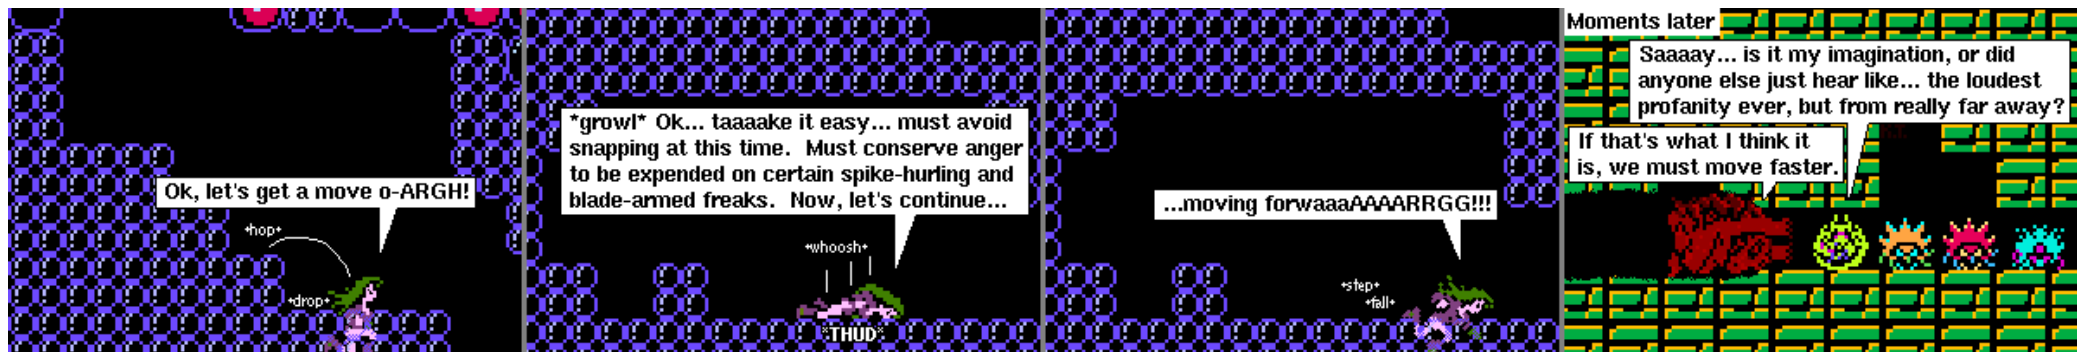 Ok, let's get a move o-ARGH!
*hop*
*drop*
*growl* Ok... taaaake it easy... must avoid
snapping at this time.  Must conserve anger
to be expended on certain spike-hurling and
blade-armed freaks.  Now, let's continue...
*whoosh*
*THUD*
...moving forwaaaAAAARRGG!!!
*step*
*fall*
Moments later
Saaaay... is it my imagination, or did
anyone else just hear like... the loudest
profanity ever, but from really far away?
If that's what I think it
is, we must move faster.